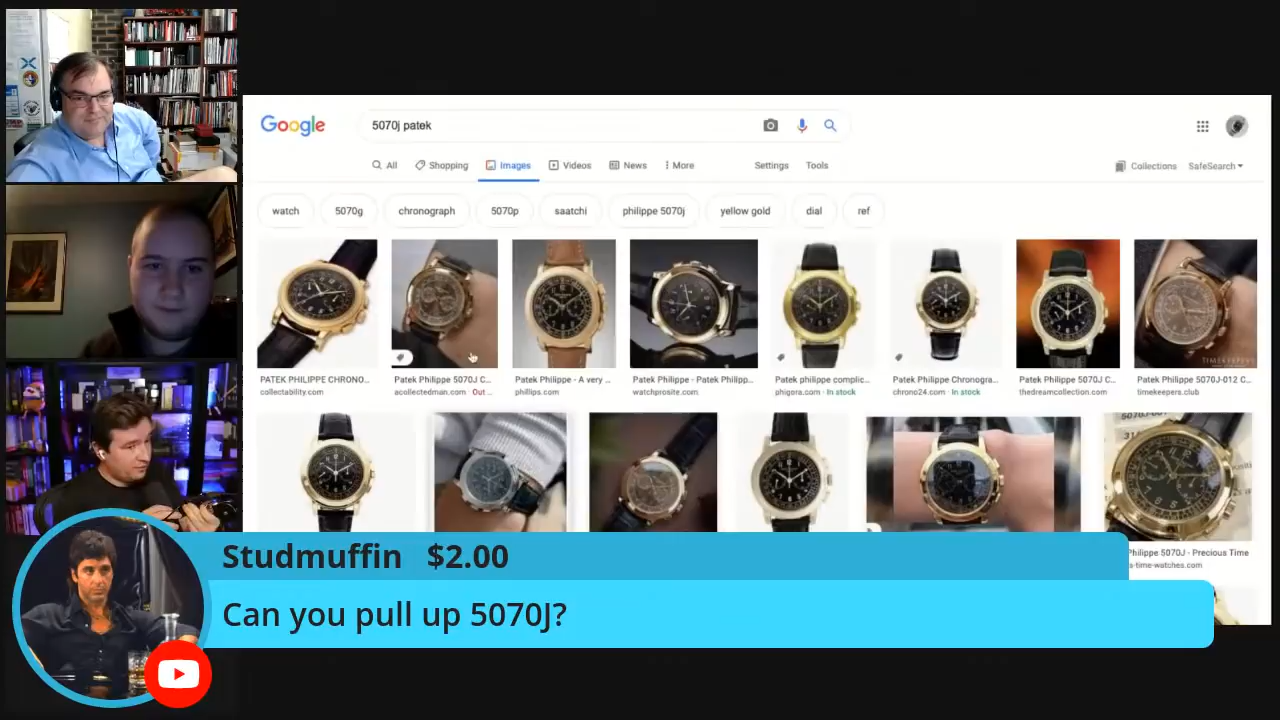 Google
5070j patek
All Shopping Images Videos News More Settings Tools
Collections SafeSearch
watch 5070g chronograph 5070p saatchi philippe 5070j yellow gold dial ref
PATEK PHILIPPE CHRONO... Patek Philippe 5070J C... Patek Philippe - A very ... Patek Philippe - Patek Philipp... Patek philippe complic... Patek Philippe Chronogra... Patek Philippe 5070J C... Patek Philippe 5070J-012 C...
collectability.com acollectedman.com · Out ... phillips.com watchprosite.com phigora.com · In stock chrono24.com · In stock thedreamcollection.com timekeepers.club
Philippe 5070J - Precious Time
s-time-watches.com
Studmuffin $2.00
Can you pull up 5070J?